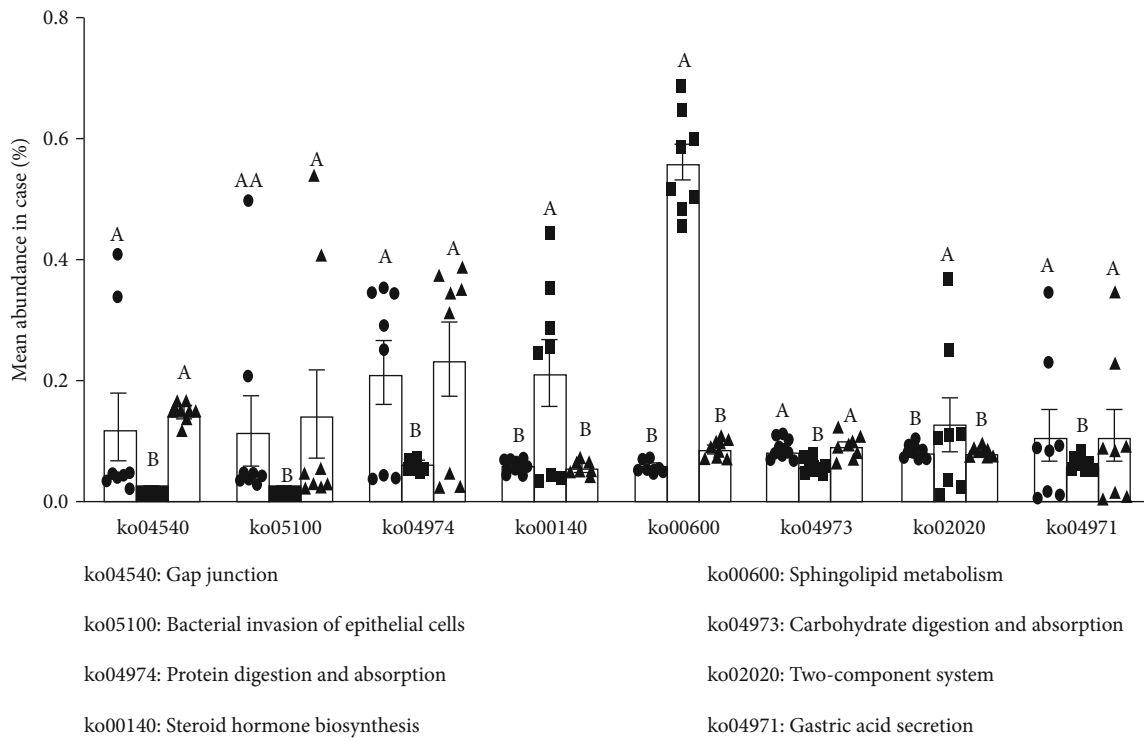 Mean abundance in case (%)
0.8
0.6
0.4
0.2
0.0
A B A
AA B A
A B A
B A B
B A B
A B A
B A B
A B A
ko04540 ko05100 ko04974 ko00140 ko00600 ko04973 ko02020 ko04971
ko04540: Gap junction
ko05100: Bacterial invasion of epithelial cells
ko04974: Protein digestion and absorption
ko00140: Steroid hormone biosynthesis
ko00600: Sphingolipid metabolism
ko04973: Carbohydrate digestion and absorption
ko02020: Two-component system
ko04971: Gastric acid secretion